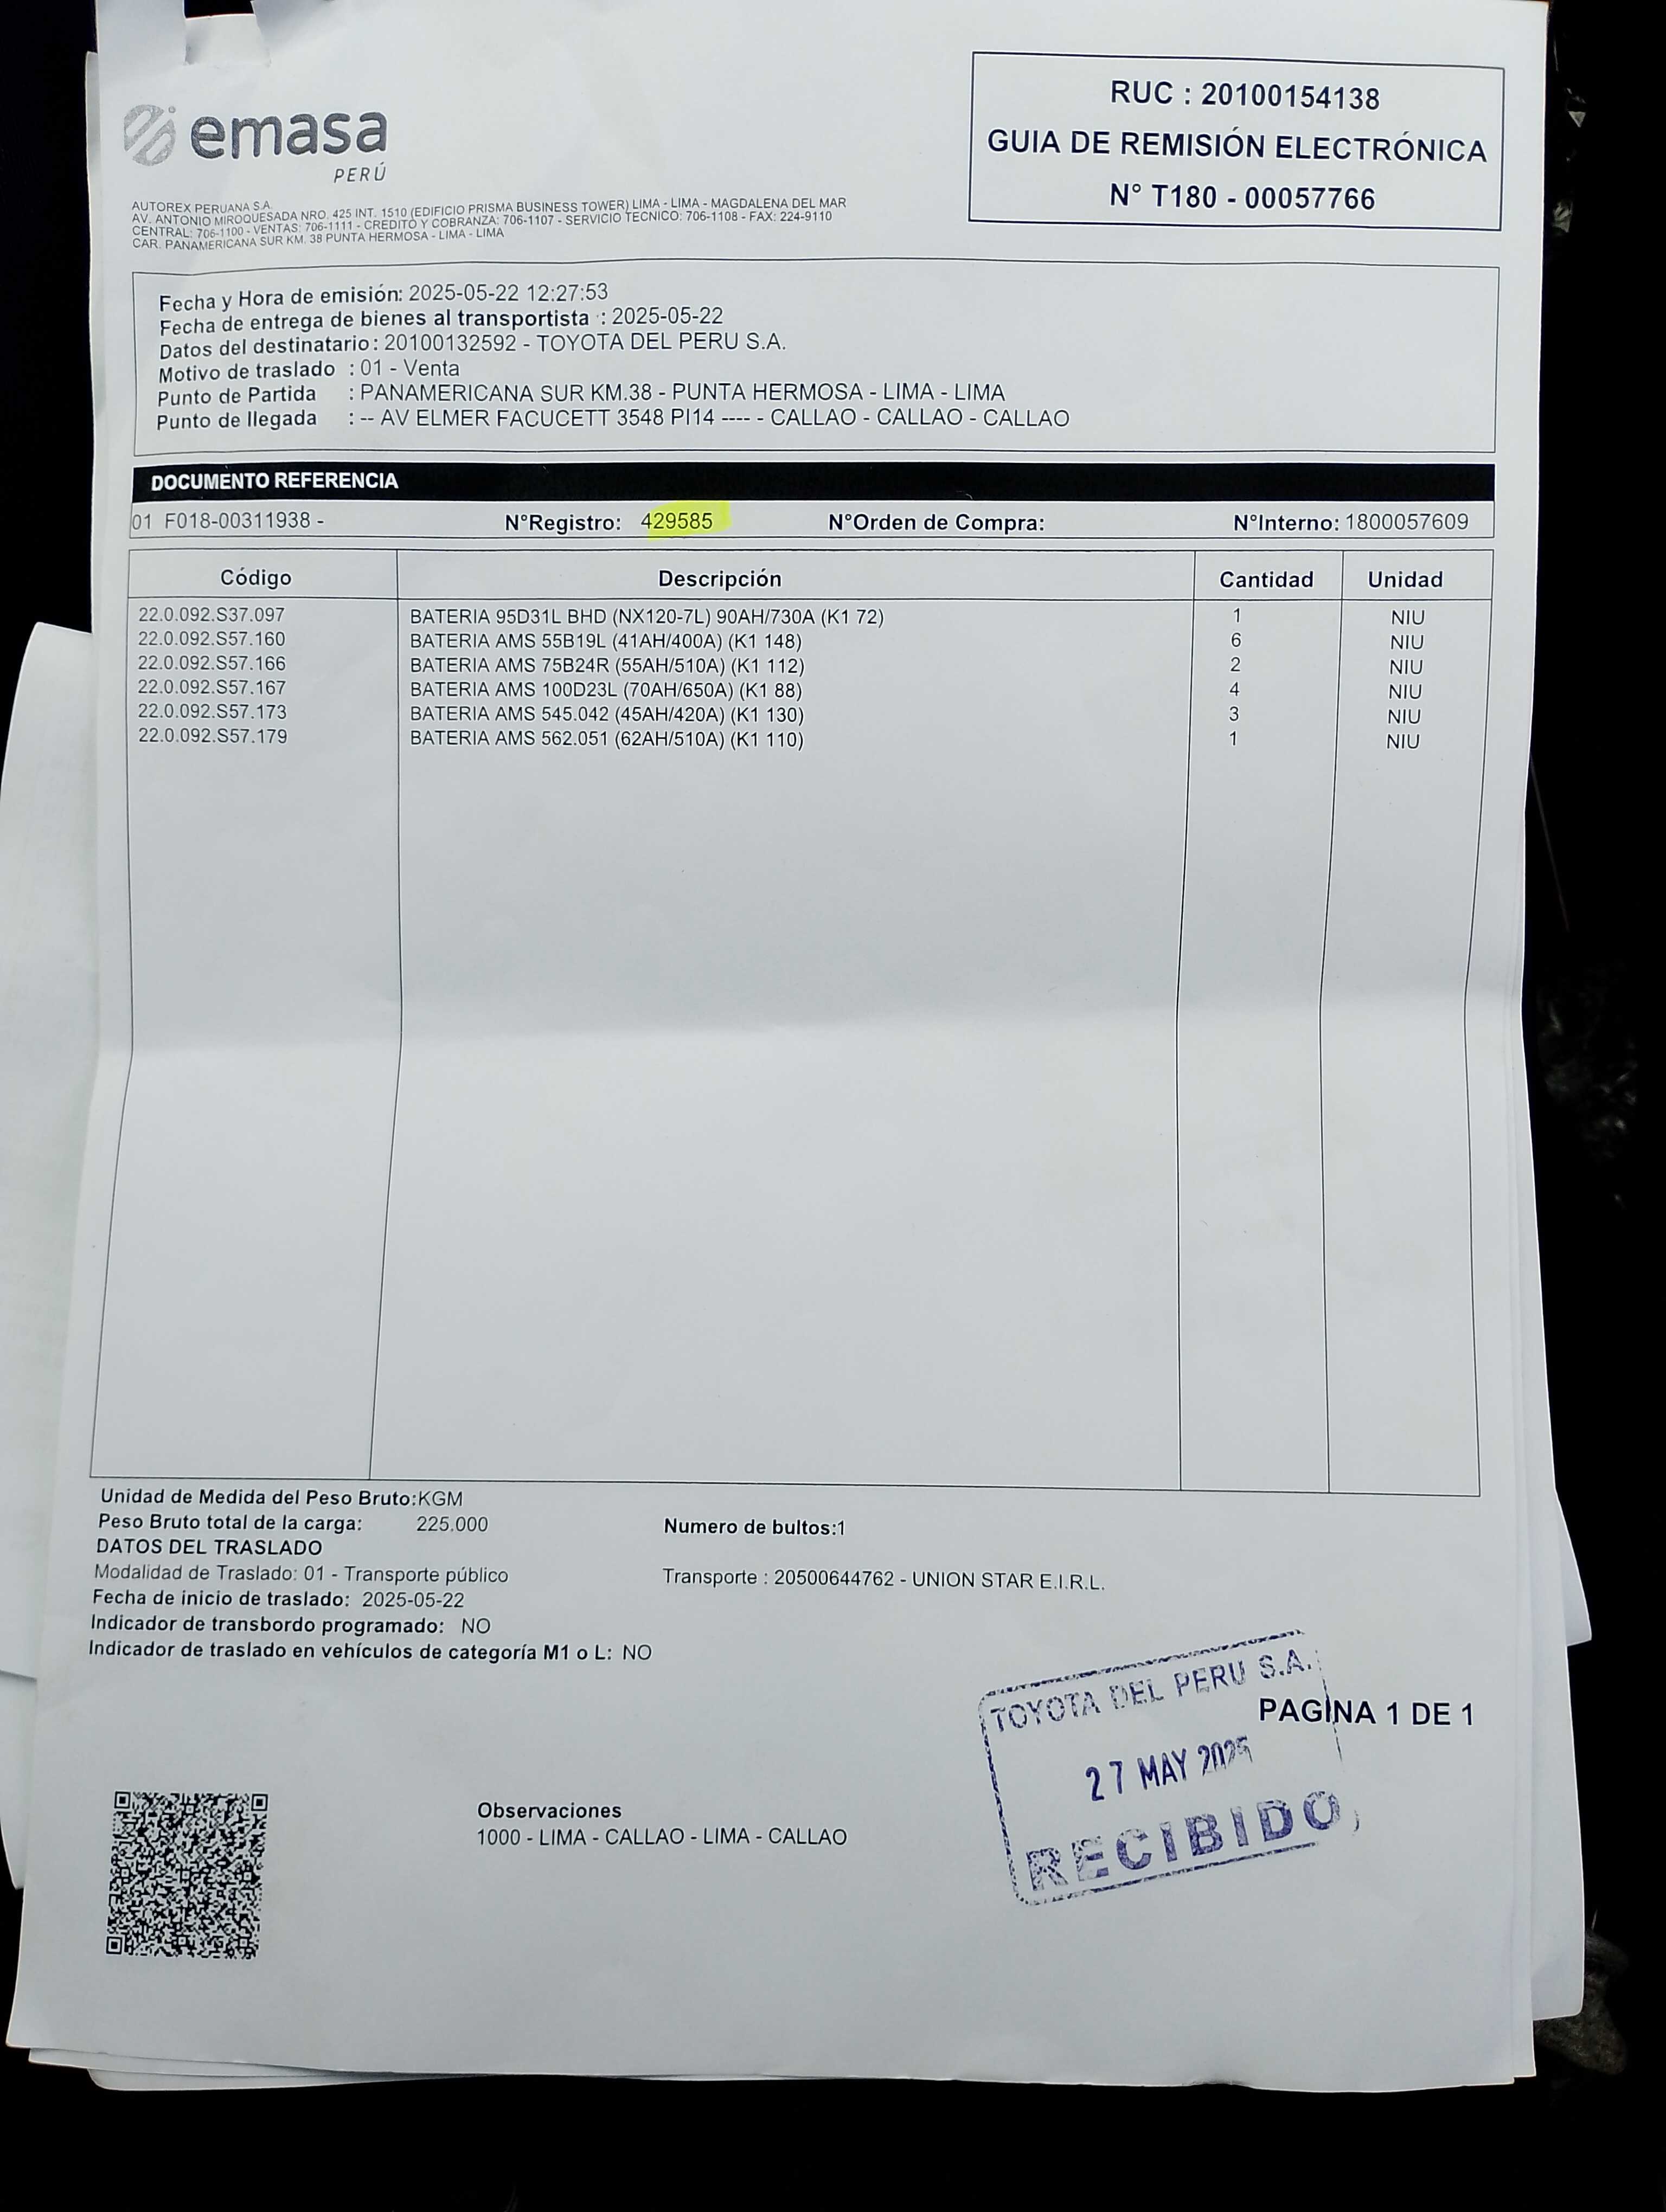 emasa
PERÚ
RUC : 20100154138
GUIA DE REMISIÓN ELECTRÓNICA
N° T180 - 00057766
AUTOREX PERUANA S.A.
AV. ANTONIO MIROQUESADA NRO. 425 INT. 1510 (EDIFICIO PRISMA BUSINESS TOWER) LIMA - LIMA - MAGDALENA DEL MAR
CENTRAL: 706-1100 - VENTAS: 706-1111 - CREDITO Y COBRANZA: 706-1107 - SERVICIO TECNICO: 706-1108 - FAX: 224-9110
CAR. PANAMERICANA SUR KM. 38 PUNTA HERMOSA - LIMA - LIMA
Fecha y Hora de emisión: 2025-05-22 12:27:53
Fecha de entrega de bienes al transportista : 2025-05-22
Datos del destinatario: 20100132592 - TOYOTA DEL PERU S.A.
Motivo de traslado : 01 - Venta
Punto de Partida : PANAMERICANA SUR KM.38 - PUNTA HERMOSA - LIMA - LIMA
Punto de llegada : -- AV ELMER FACUCETT 3548 PI14 ---- - CALLAO - CALLAO - CALLAO
DOCUMENTO REFERENCIA
01 F018-00311938 - N°Registro: 429585 N°Orden de Compra: N°Interno: 1800057609
Código Descripción Cantidad Unidad
22.0.092.S37.097 BATERIA 95D31L BHD (NX120-7L) 90AH/730A (K1 72) 1 NIU
22.0.092.S57.160 BATERIA AMS 55B19L (41AH/400A) (K1 148) 6 NIU
22.0.092.S57.166 BATERIA AMS 75B24R (55AH/510A) (K1 112) 2 NIU
22.0.092.S57.167 BATERIA AMS 100D23L (70AH/650A) (K1 88) 4 NIU
22.0.092.S57.173 BATERIA AMS 545.042 (45AH/420A) (K1 130) 3 NIU
22.0.092.S57.179 BATERIA AMS 562.051 (62AH/510A) (K1 110) 1 NIU
Unidad de Medida del Peso Bruto:KGM
Peso Bruto total de la carga: 225.000 Numero de bultos:1
DATOS DEL TRASLADO
Modalidad de Traslado: 01 - Transporte público Transporte : 20500644762 - UNION STAR E.I.R.L.
Fecha de inicio de traslado: 2025-05-22
Indicador de transbordo programado: NO
Indicador de traslado en vehículos de categoría M1 o L: NO
TOYOTA DEL PERU S.A.
PAGINA 1 DE 1
27 MAY 2025
RECIBIDO
Observaciones
1000 - LIMA - CALLAO - LIMA - CALLAO